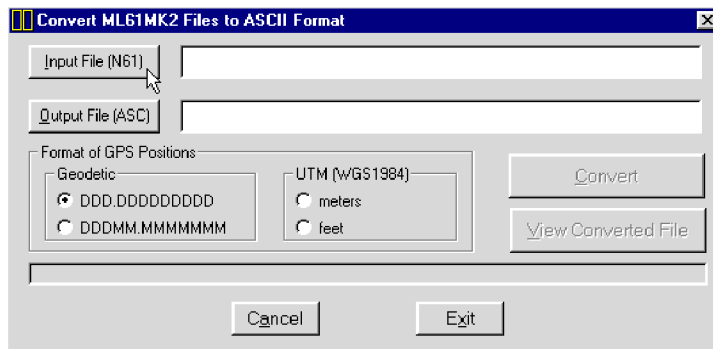 Convert ML61MK2 Files to ASCII Format
Input File (N61)
Output File (ASC)
Format of GPS Positions
Geodetic
DDD.DDDDDDDDD
DDDMM.MMMMMMM
UTM (WGS1984)
meters
feet
Convert
View Converted File
Cancel
Exit